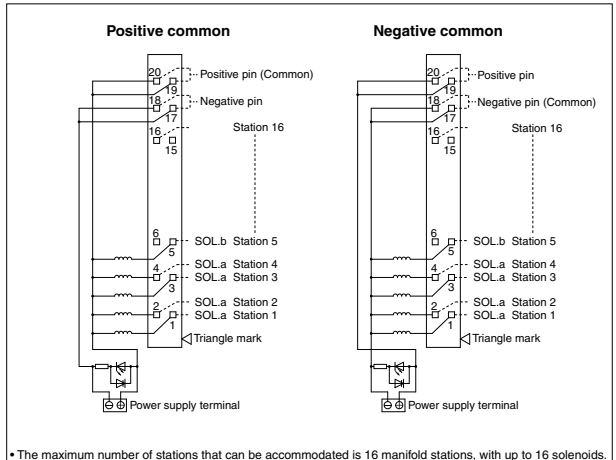 Positive common
20
Positive pin (Common)
19
18
Negative pin
17
16
Station 16
15
6
SOL.b Station 5
5
SOL.a Station 4
4
SOL.a Station 3
3
SOL.a Station 2
2
SOL.a Station 1
1
Triangle mark
⊖ ⊕ Power supply terminal
Negative common
20
Positive pin
19
18
Negative pin (Common)
17
16
Station 16
15
6
SOL.b Station 5
5
SOL.a Station 4
4
SOL.a Station 3
3
SOL.a Station 2
2
SOL.a Station 1
1
Triangle mark
⊖ ⊕ Power supply terminal
• The maximum number of stations that can be accommodated is 16 manifold stations, with up to 16 solenoids.